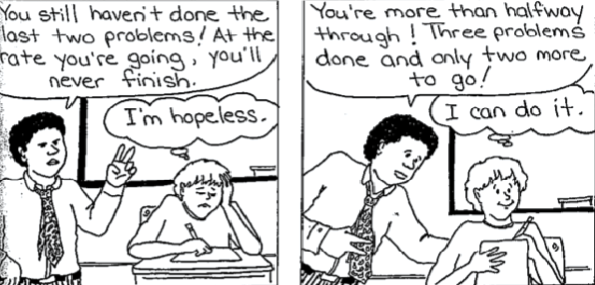 You still haven't done the
last two problems! At the
rate you're going, you'll
never finish.
I'm hopeless.
You're more than halfway
through! Three problems
done and only two more
to go!
I can do it.